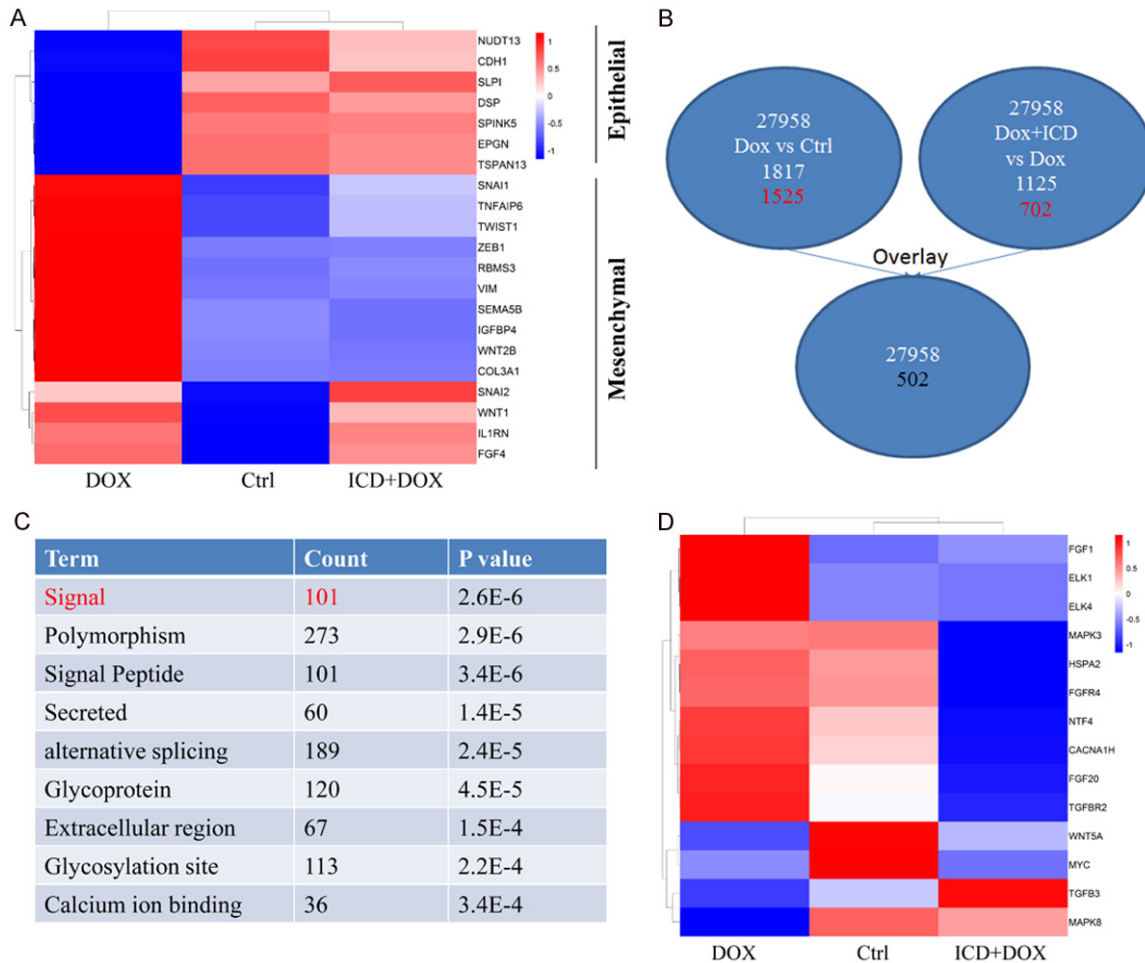 A
NUDT13
CDH1
SLPI
DSP
SPINK5
EPGN
TSPAN13
SNAI1
TNFAIP6
TWIST1
ZEB1
RBMS3
VIM
SEMA5B
IGFBP4
WNT2B
COL3A1
SNAI2
WNT1
IL1RN
FGF4
1
0.5
0
-0.5
-1
Epithelial
Mesenchymal
DOX Ctrl ICD+DOX
B
27958
Dox vs Ctrl
1817
1525
27958
Dox+ICD
vs Dox
1125
702
Overlay
27958
502
C
Term Count P value
Signal 101 2.6E-6
Polymorphism 273 2.9E-6
Signal Peptide 101 3.4E-6
Secreted 60 1.4E-5
alternative splicing 189 2.4E-5
Glycoprotein 120 4.5E-5
Extracellular region 67 1.5E-4
Glycosylation site 113 2.2E-4
Calcium ion binding 36 3.4E-4
D
FGF1
ELK1
ELK4
MAPK3
HSPA2
FGFR4
NTF4
CACNA1H
FGF20
TGFBR2
WNT5A
MYC
TGFB3
MAPK8
1
0.5
0
-0.5
-1
DOX Ctrl ICD+DOX